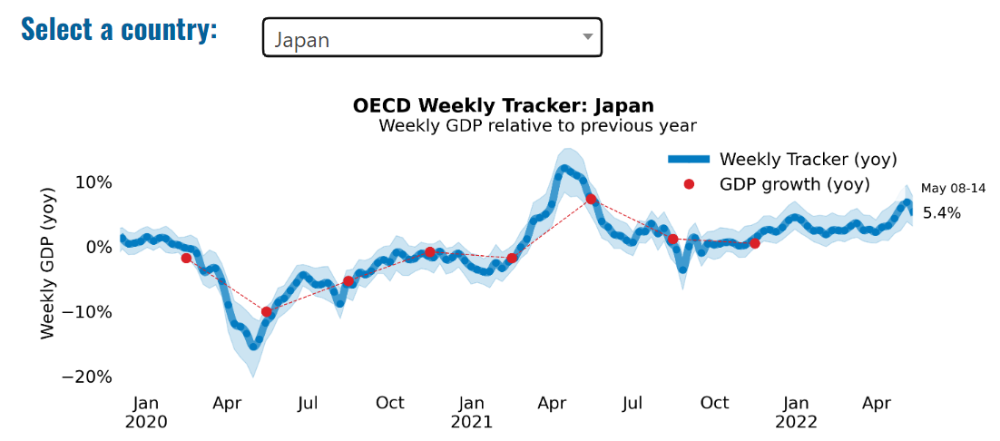 Select a country:
Japan
OECD Weekly Tracker: Japan
Weekly GDP relative to previous year
Weekly Tracker (yoy)
GDP growth (yoy)
May 08-14
5.4%
Weekly GDP (yoy)
10%
0%
−10%
−20%
Jan Apr Jul Oct Jan Apr Jul Oct Jan Apr
2020 2021 2022